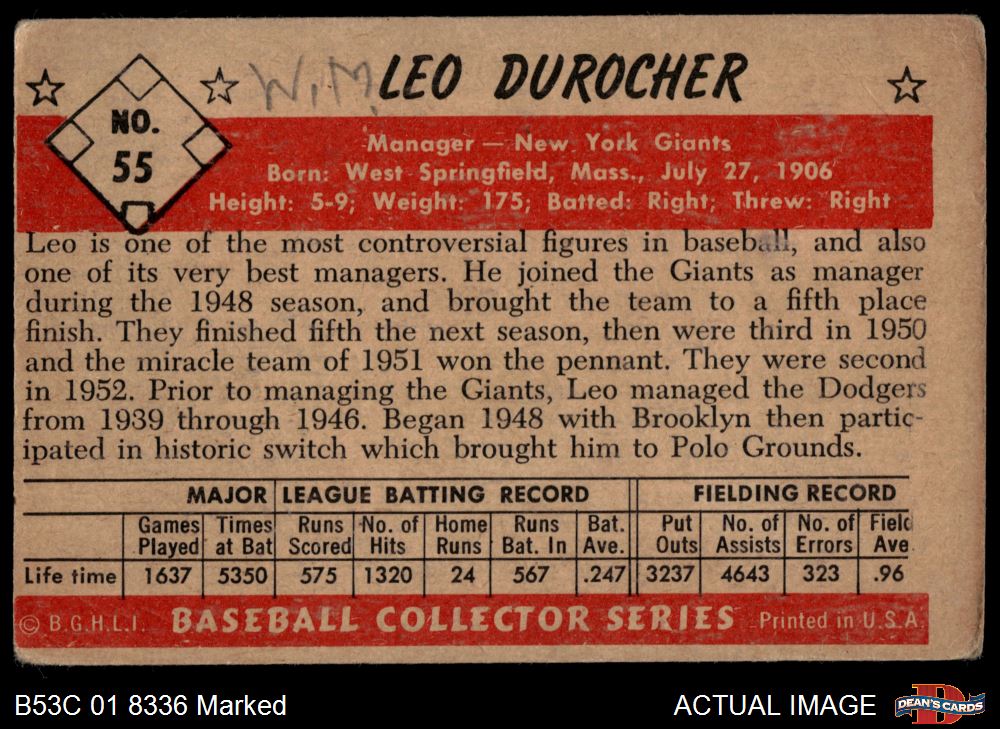 W.M. LEO DUROCHER
NO.
55
Manager — New York Giants
Born: West Springfield, Mass., July 27, 1906
Height: 5-9; Weight: 175; Batted: Right; Threw: Right
Leo is one of the most controversial figures in baseball, and also
one of its very best managers. He joined the Giants as manager
during the 1948 season, and brought the team to a fifth place
finish. They finished fifth the next season, then were third in 1950
and the miracle team of 1951 won the pennant. They were second
in 1952. Prior to managing the Giants, Leo managed the Dodgers
from 1939 through 1946. Began 1948 with Brooklyn then partic-
ipated in historic switch which brought him to Polo Grounds.
MAJOR LEAGUE BATTING RECORD FIELDING RECORD
Games Times Runs No. of Home Runs Bat. Put No. of No. of Field
Played at Bat Scored Hits Runs Bat. In Ave. Outs Assists Errors Ave
Life time 1637 5350 575 1320 24 567 .247 3237 4643 323 .96
© B.G.H.L.I. BASEBALL COLLECTOR SERIES Printed in U.S.A.
B53C 01 8336 Marked ACTUAL IMAGE DEAN'S CARDS